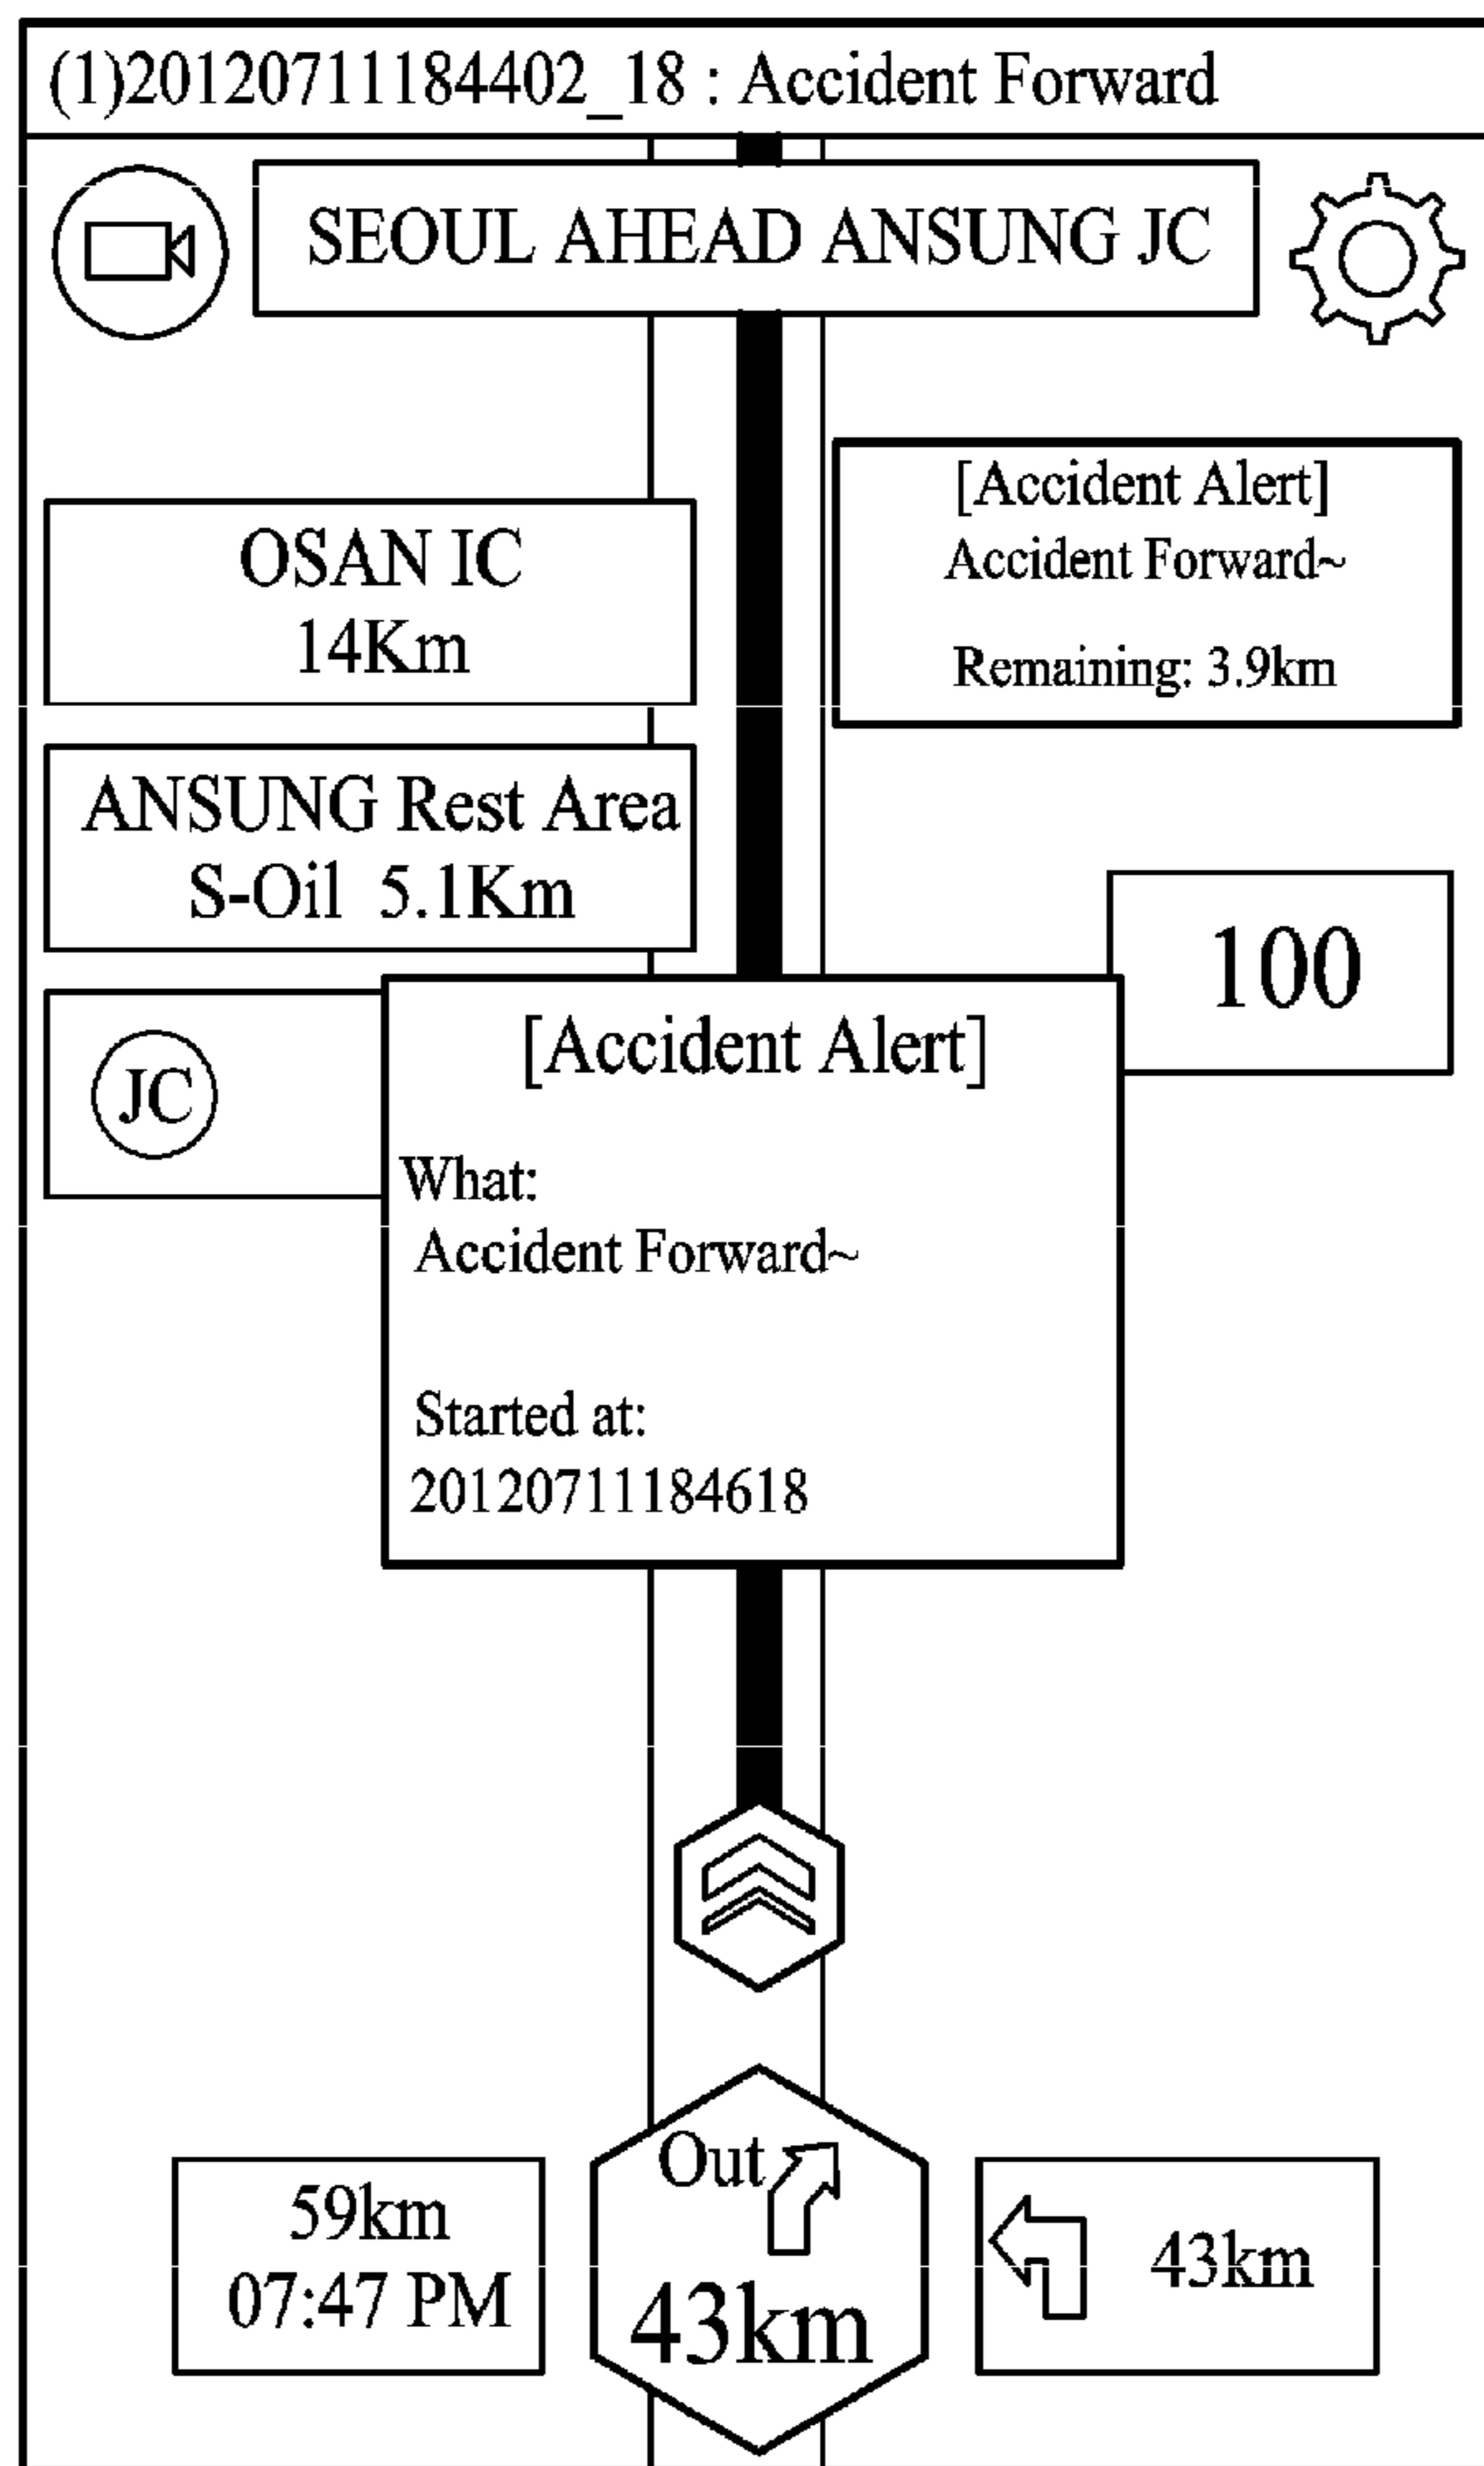 (1)20120711184402_18 : Accident Forward
SEOUL AHEAD ANSUNG JC
[Accident Alert]
Accident Forward~
Remaining: 3.9km
OSAN IC
14Km
ANSUNG Rest Area
S-Oil 5.1Km
100
JC
[Accident Alert]
What:
Accident Forward~
Started at:
20120711184618
59km
07:47 PM
Out
43km
43km